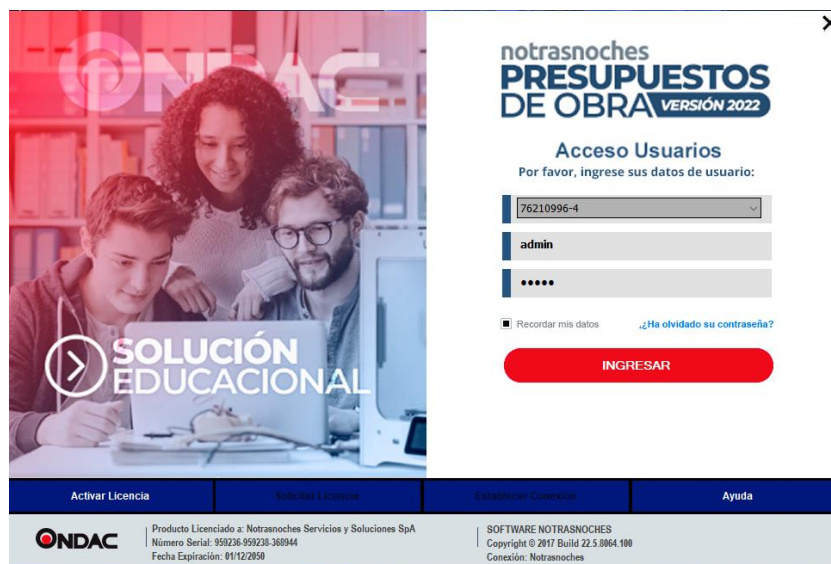 ONDAC
SOLUCIÓN
EDUCACIONAL
notrasnoches
PRESUPUESTOS
DE OBRA VERSIÓN 2022
Acceso Usuarios
Por favor, ingrese sus datos de usuario:
76210996-4
admin
•••••
Recordar mis datos
.¿Ha olvidado su contraseña?
INGRESAR
Activar Licencia
Solicitar Licencia
Establecer Conexión
Ayuda
ONDAC
Producto Licenciado a: Notrasnoches Servicios y Soluciones SpA
Número Serial: 959236-959238-368944
Fecha Expiración: 01/12/2050
SOFTWARE NOTRASNOCHES
Copyright © 2017 Build 22.5.8064.100
Conexión: Notrasnoches